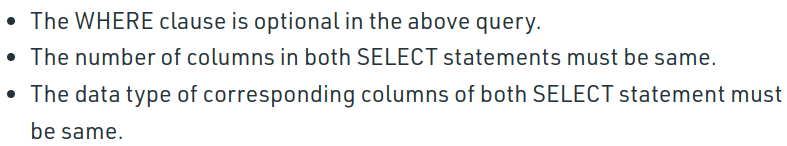 • The WHERE clause is optional in the above query.
• The number of columns in both SELECT statements must be same.
• The data type of corresponding columns of both SELECT statement must
be same.